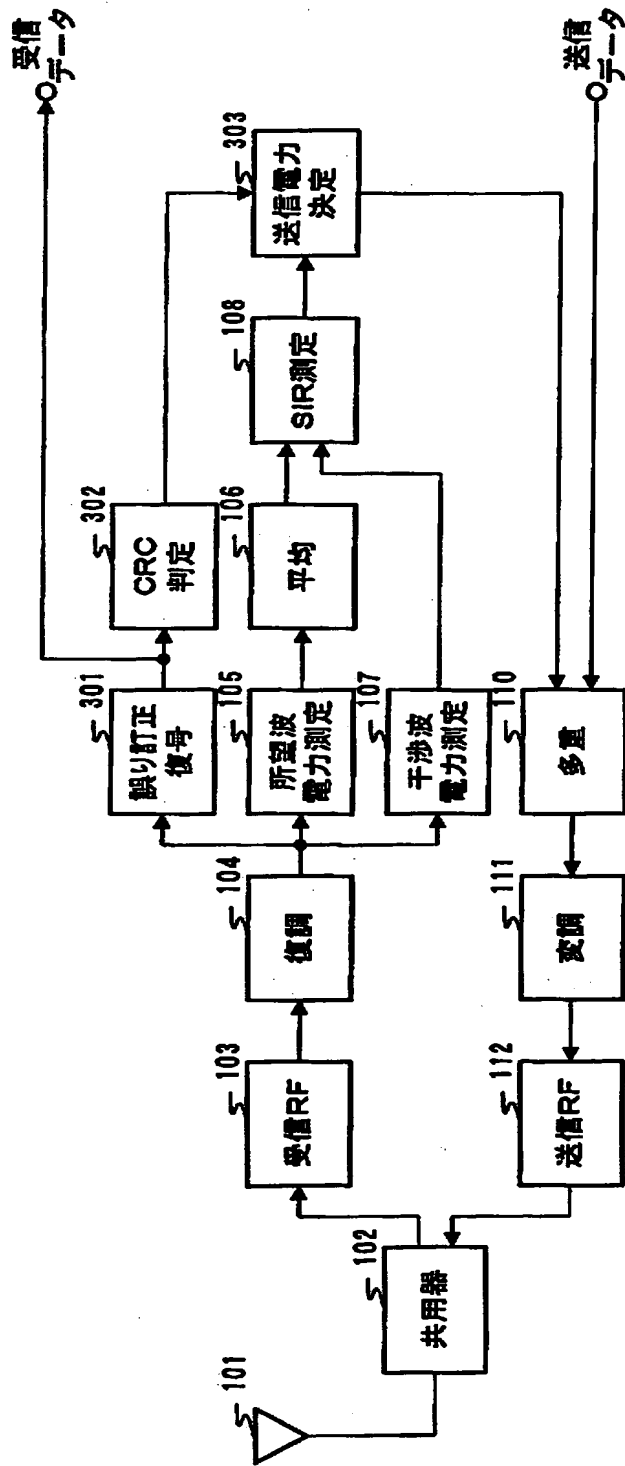 101
102
共用器
103
受信RF
104
復調
301
誤り訂正
復号
302
CRC
判定
受信
データ
105
所望波
電力測定
106
平均
108
SIR測定
303
送信電力
決定
107
干渉波
電力測定
110
多重
111
変調
112
送信RF
送信
データ